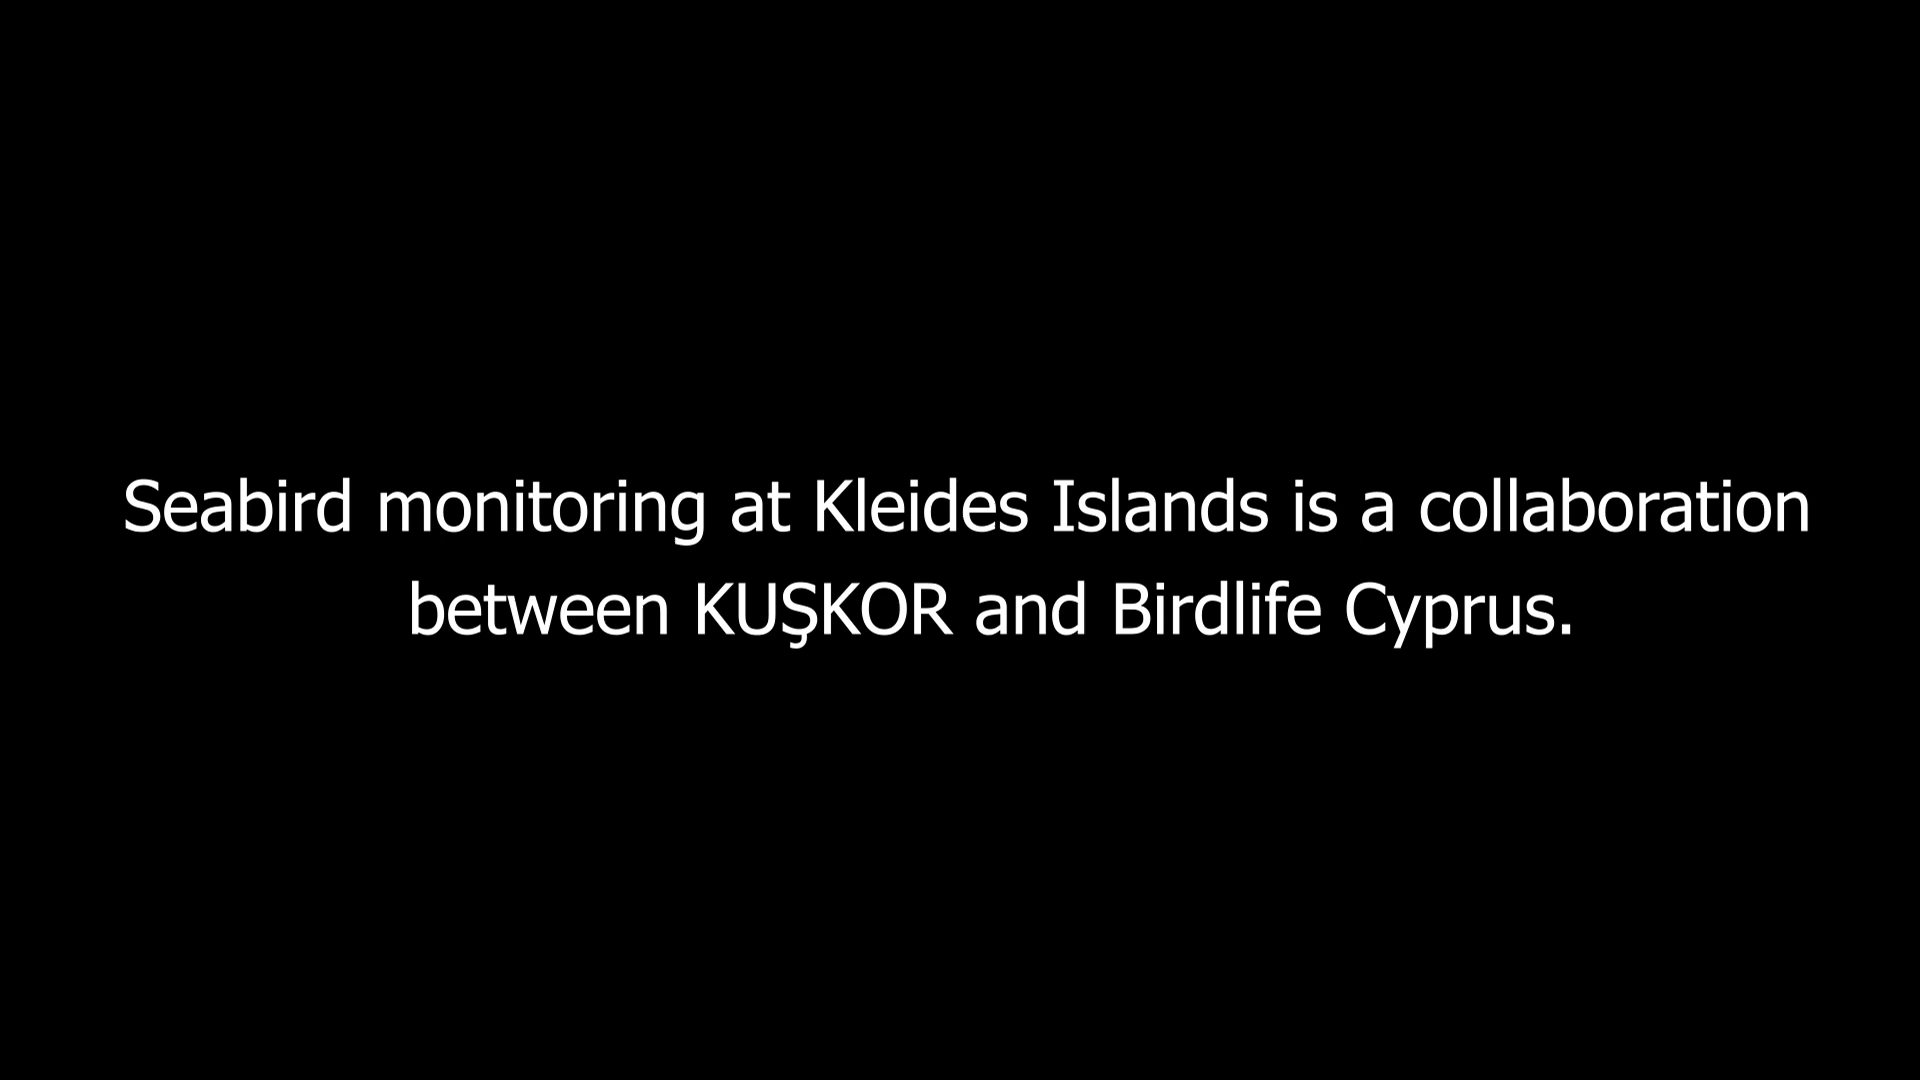 Seabird monitoring at Kleides Islands is a collaboration
between KUŞKOR and Birdlife Cyprus.